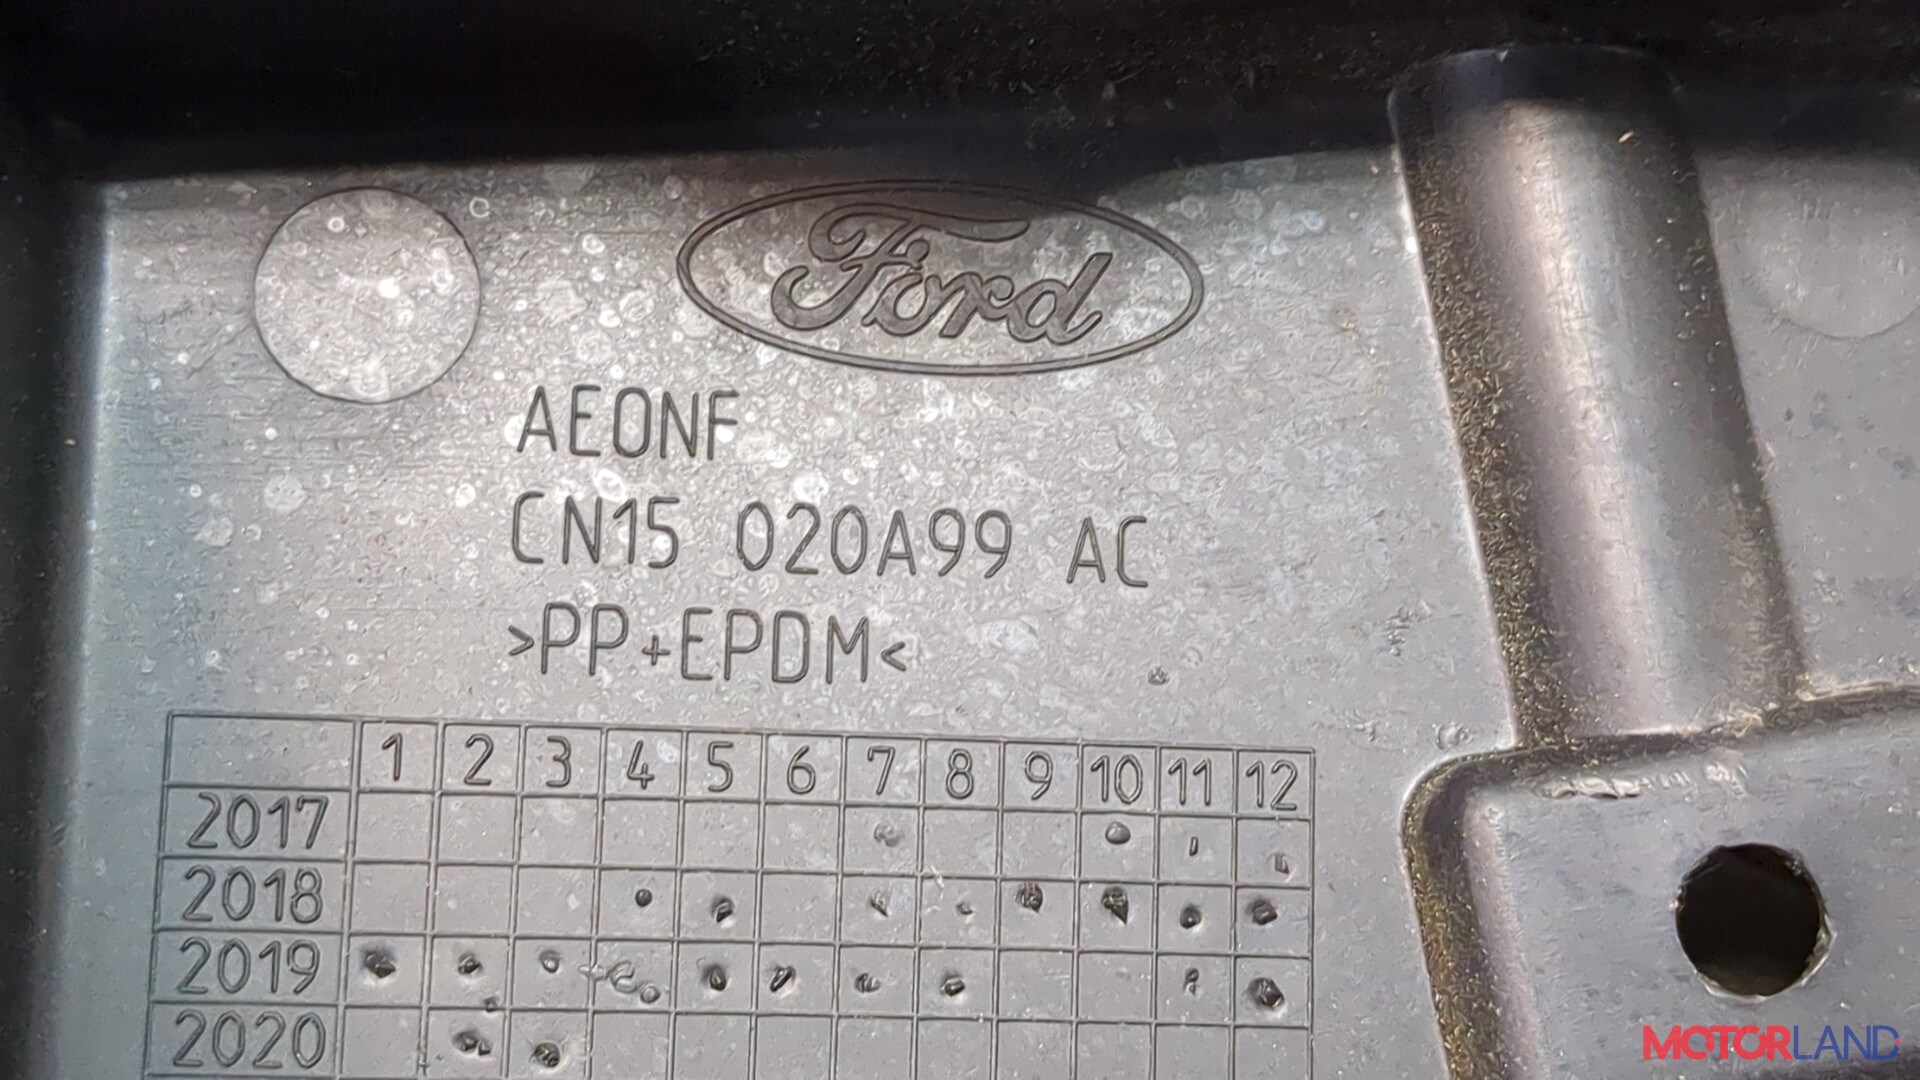 Ford
AEONF
CN15 020A99 AC
>PP+EPDM<
1 2 3 4 5 6 7 8 9 10 11 12
2017
2018
2019
2020
MOTORLAND